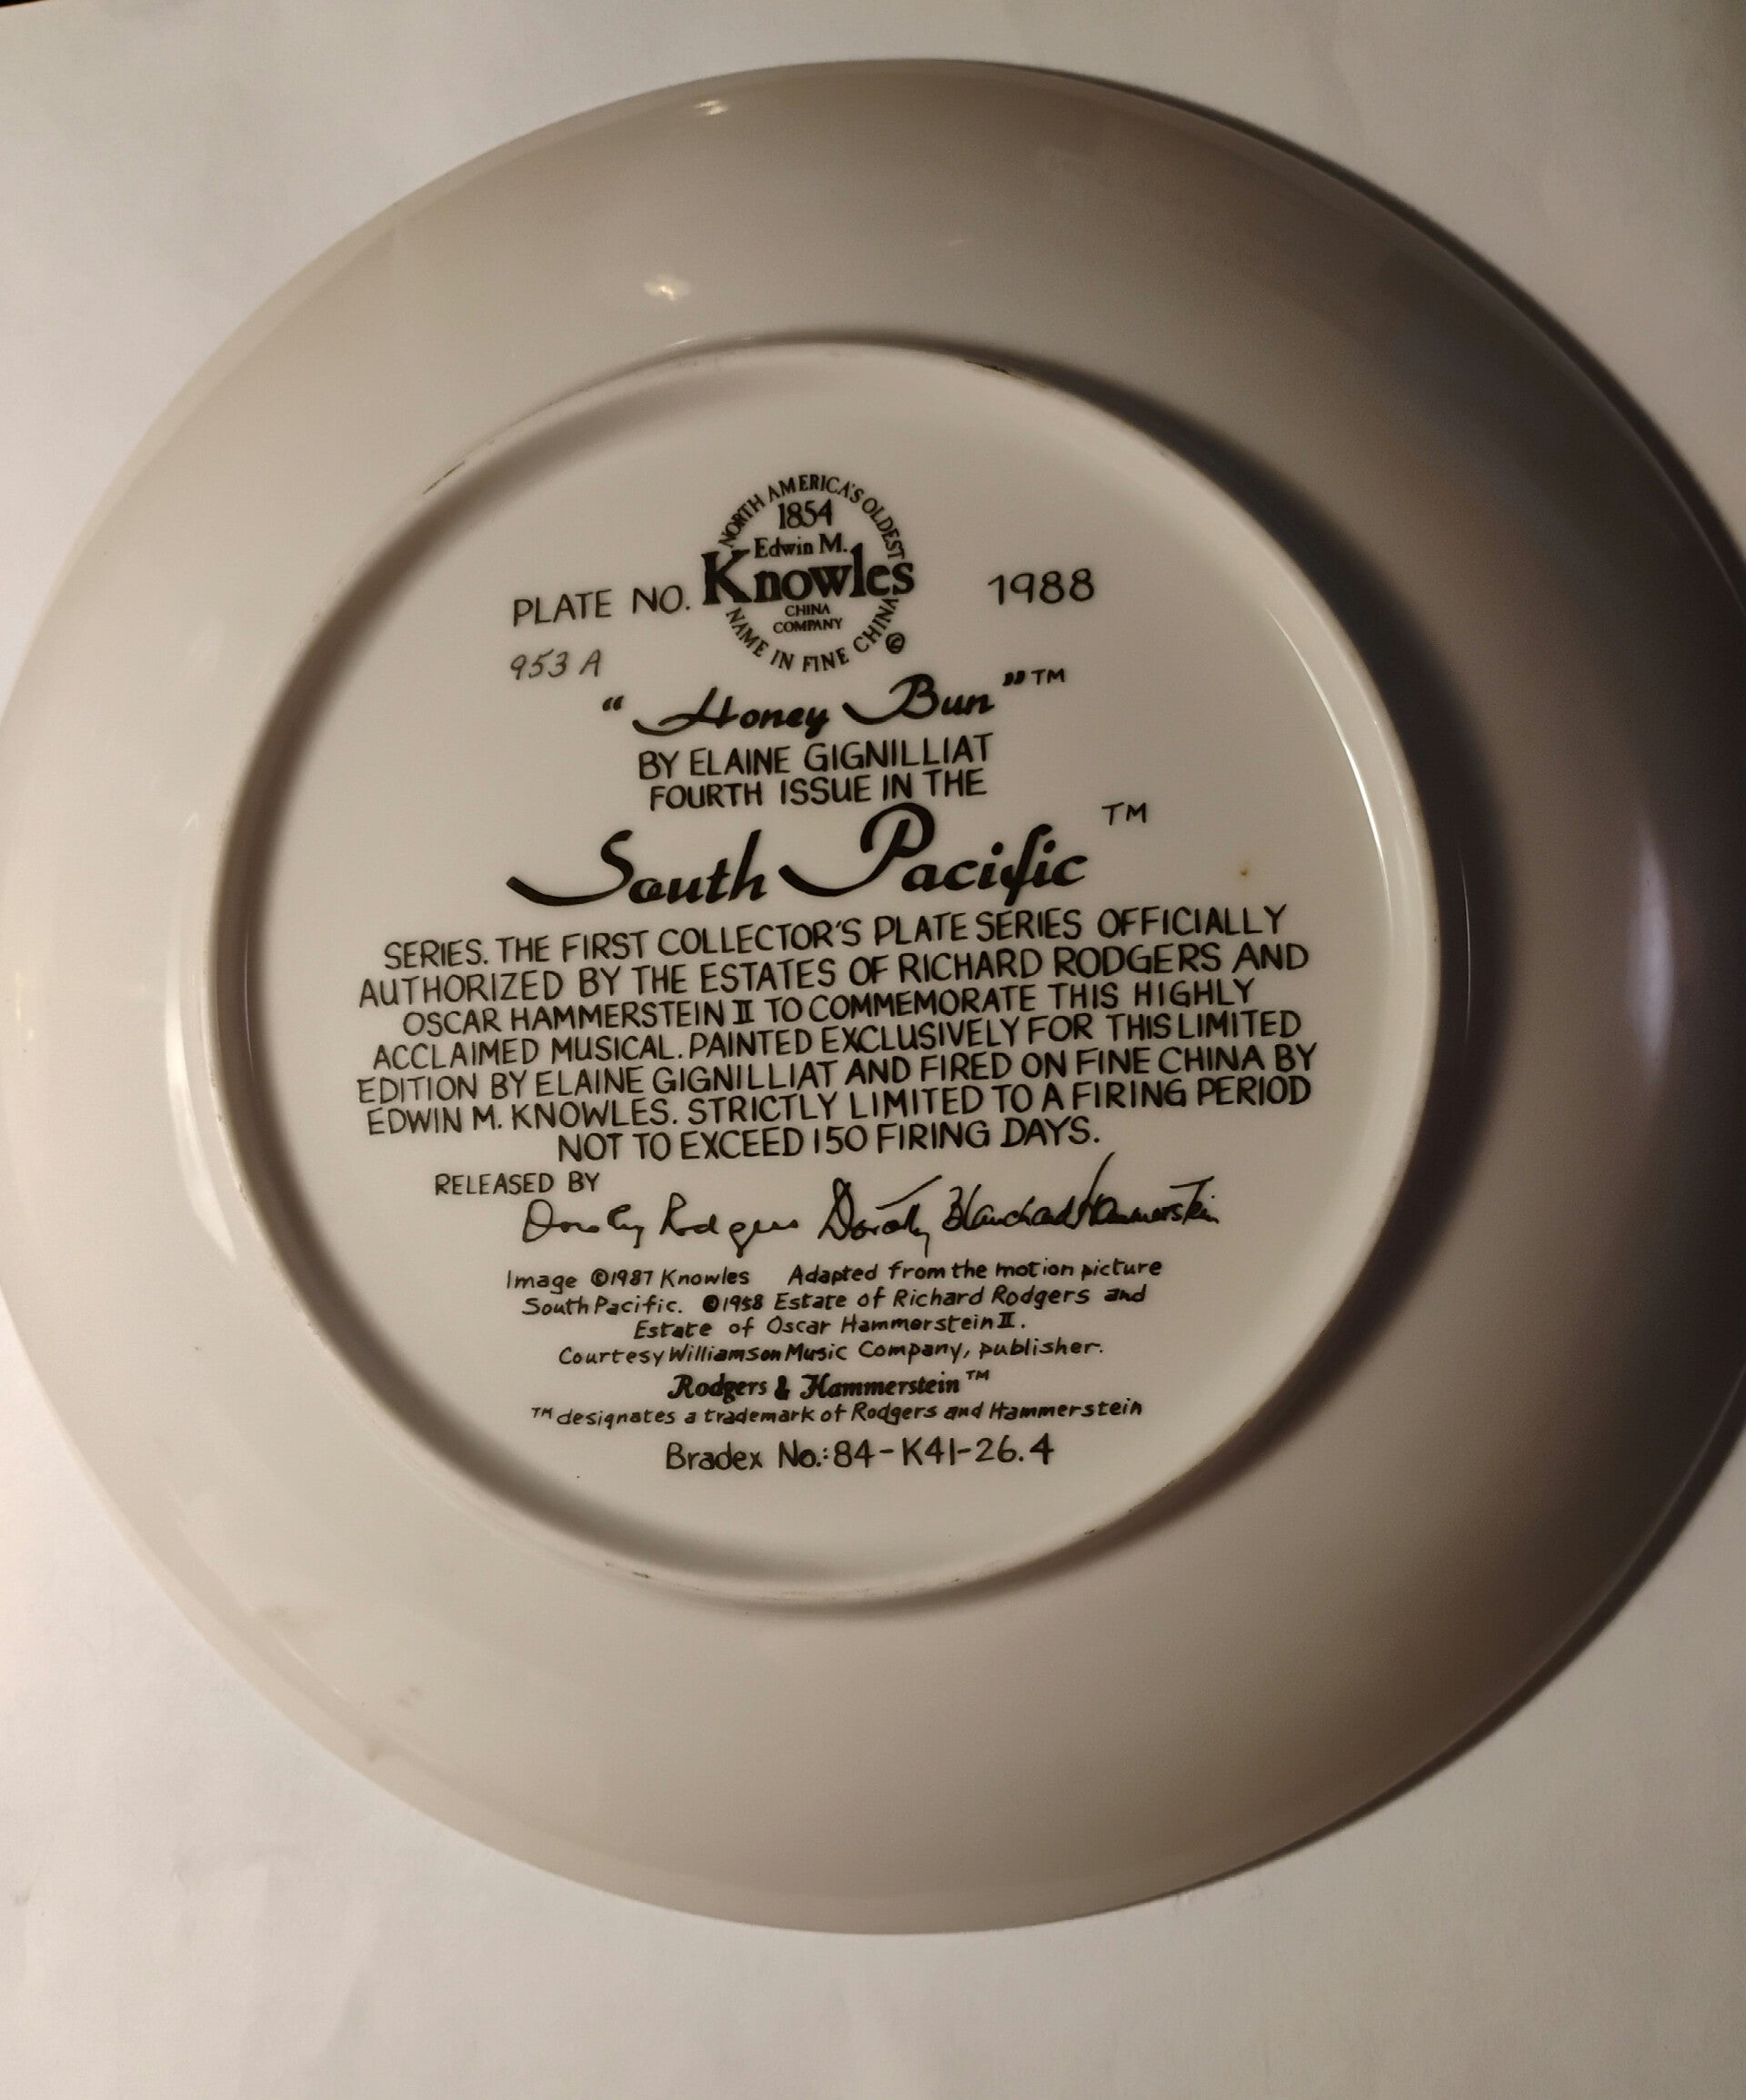 NORTH AMERICA'S OLDEST
1854
Edwin M.
Knowles
CHINA
COMPANY
NAME IN FINE CHINA ©
PLATE NO. 1988
953 A
"Honey Bun"™
BY ELAINE GIGNILLIAT
FOURTH ISSUE IN THE
South Pacific ™
SERIES. THE FIRST COLLECTOR'S PLATE SERIES OFFICIALLY
AUTHORIZED BY THE ESTATES OF RICHARD RODGERS AND
OSCAR HAMMERSTEIN II TO COMMEMORATE THIS HIGHLY
ACCLAIMED MUSICAL. PAINTED EXCLUSIVELY FOR THIS LIMITED
EDITION BY ELAINE GIGNILLIAT AND FIRED ON FINE CHINA BY
EDWIN M. KNOWLES. STRICTLY LIMITED TO A FIRING PERIOD
NOT TO EXCEED 150 FIRING DAYS.
RELEASED BY
Dorothy Rodgers Dorothy Blanchard Hammerstein
Image ©1987 Knowles Adapted from the motion picture
South Pacific. ©1958 Estate of Richard Rodgers and
Estate of Oscar Hammerstein II.
Courtesy Williamson Music Company, publisher.
Rodgers & Hammerstein™
™ designates a trademark of Rodgers and Hammerstein
Bradex No.: 84-K41-26.4